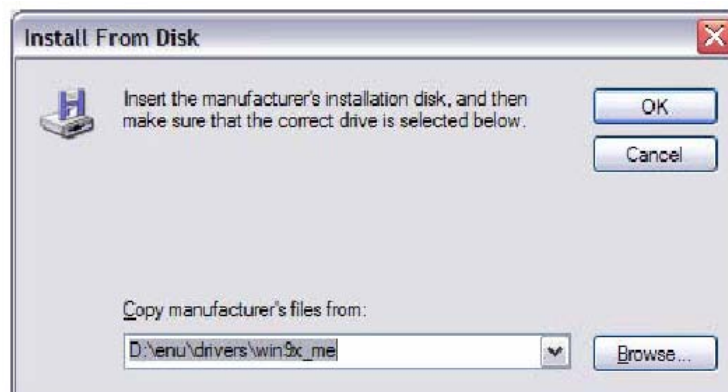 Install From Disk
Insert the manufacturer's installation disk, and then
make sure that the correct drive is selected below.
OK
Cancel
Copy manufacturer's files from:
D:\enu\drivers\win9x_me
Browse...